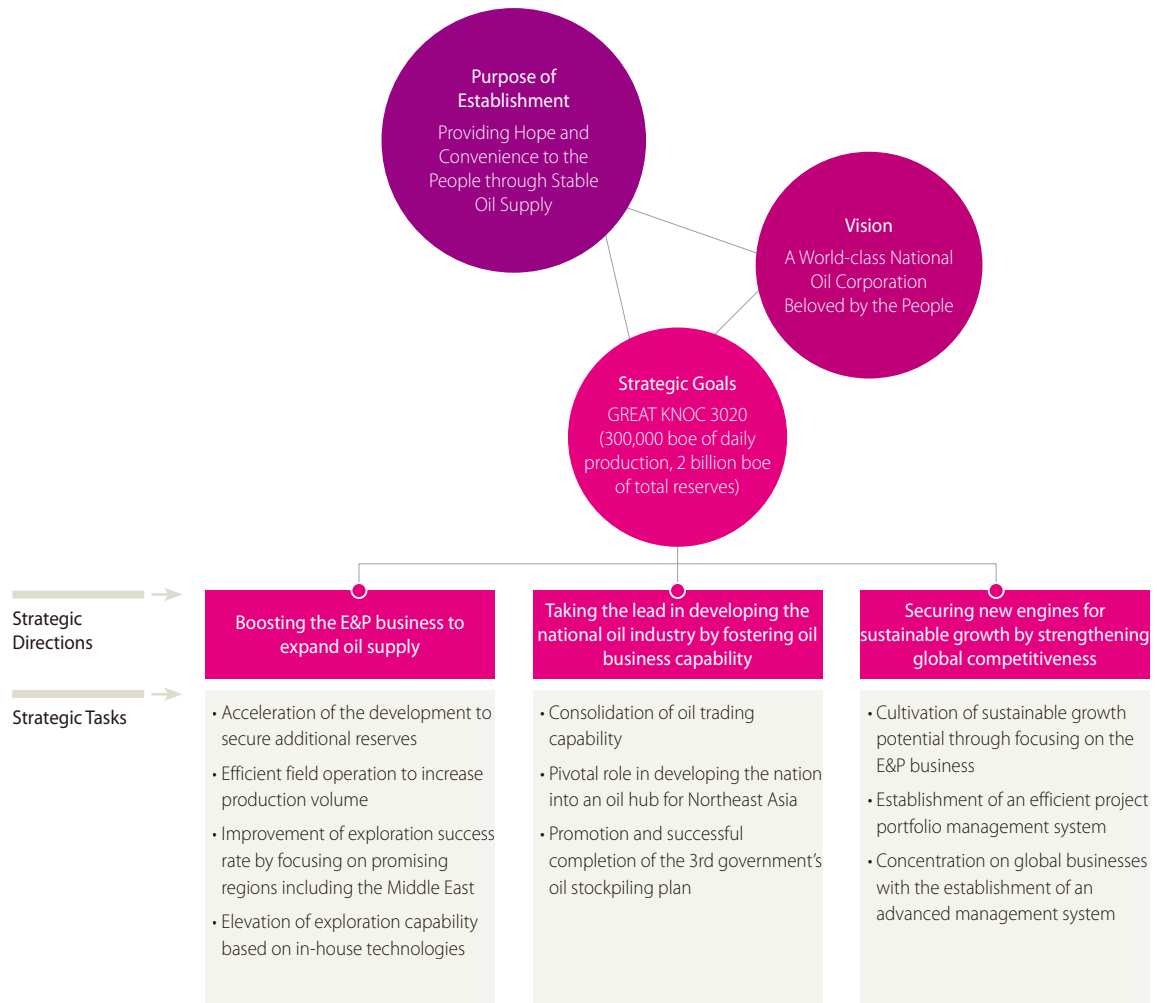 Purpose of
Establishment
Providing Hope and
Convenience to the
People through Stable
Oil Supply
Vision
A World-class National
Oil Corporation
Beloved by the People
Strategic Goals
GREAT KNOC 3020
(300,000 boe of daily
production, 2 billion boe
of total reserves)
Strategic
Directions
Boosting the E&P business to
expand oil supply
Taking the lead in developing the
national oil industry by fostering oil
business capability
Securing new engines for
sustainable growth by strengthening
global competitiveness
Strategic Tasks
• Acceleration of the development to
secure additional reserves
• Efficient field operation to increase
production volume
• Improvement of exploration success
rate by focusing on promising
regions including the Middle East
• Elevation of exploration capability
based on in-house technologies
• Consolidation of oil trading
capability
• Pivotal role in developing the nation
into an oil hub for Northeast Asia
• Promotion and successful
completion of the 3rd government's
oil stockpiling plan
• Cultivation of sustainable growth
potential through focusing on the
E&P business
• Establishment of an efficient project
portfolio management system
• Concentration on global businesses
with the establishment of an
advanced management system